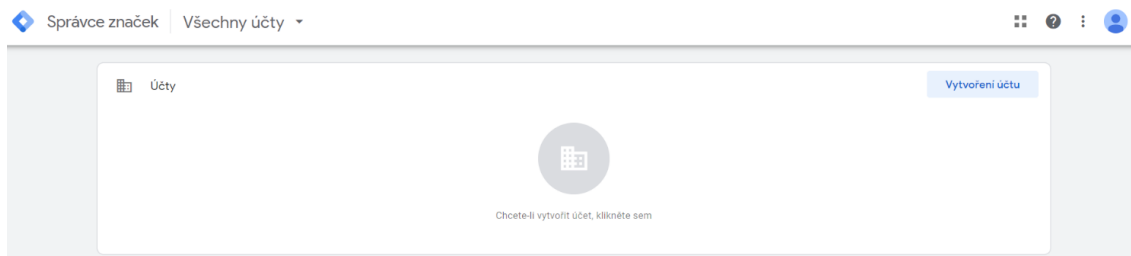 Správce značek Všechny účty
Účty Vytvoření účtu
Chcete-li vytvořit účet, klikněte sem